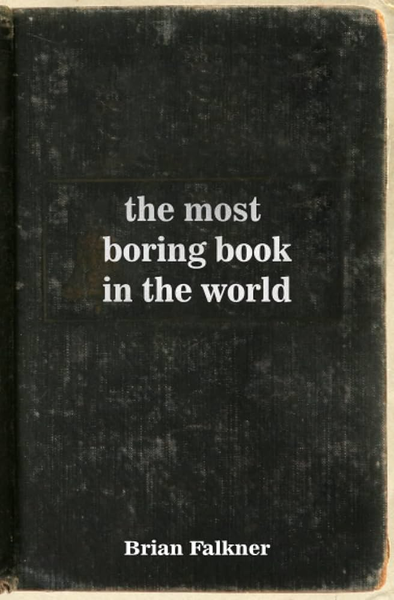 the most
boring book
in the world
Brian Falkner